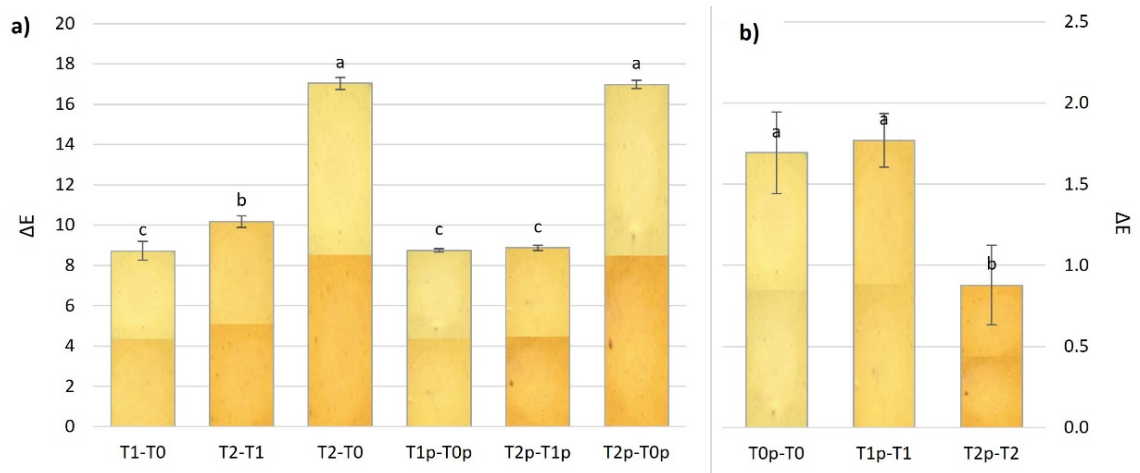 a)
ΔE
20
18
16
14
12
10
8
6
4
2
0
c
b
a
c
c
a
T1-T0
T2-T1
T2-T0
T1p-T0p
T2p-T1p
T2p-T0p
b)
a
a
b
2.5
2.0
1.5
1.0
0.5
0.0
ΔE
T0p-T0
T1p-T1
T2p-T2